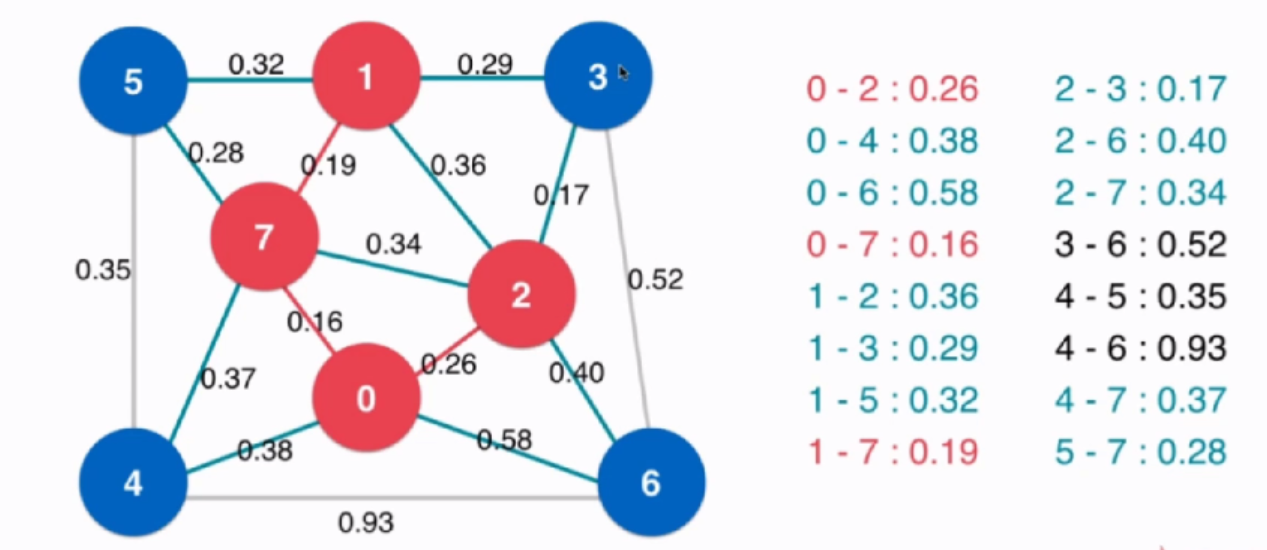 5
0.32
1
0.29
3
0.28
0.19
0.36
0.17
7
0.34
2
0.35
0.52
0.16
0.26
0.40
0.37
0
0.38
0.58
4
6
0.93
0 - 2 : 0.26
0 - 4 : 0.38
0 - 6 : 0.58
0 - 7 : 0.16
1 - 2 : 0.36
1 - 3 : 0.29
1 - 5 : 0.32
1 - 7 : 0.19
2 - 3 : 0.17
2 - 6 : 0.40
2 - 7 : 0.34
3 - 6 : 0.52
4 - 5 : 0.35
4 - 6 : 0.93
4 - 7 : 0.37
5 - 7 : 0.28